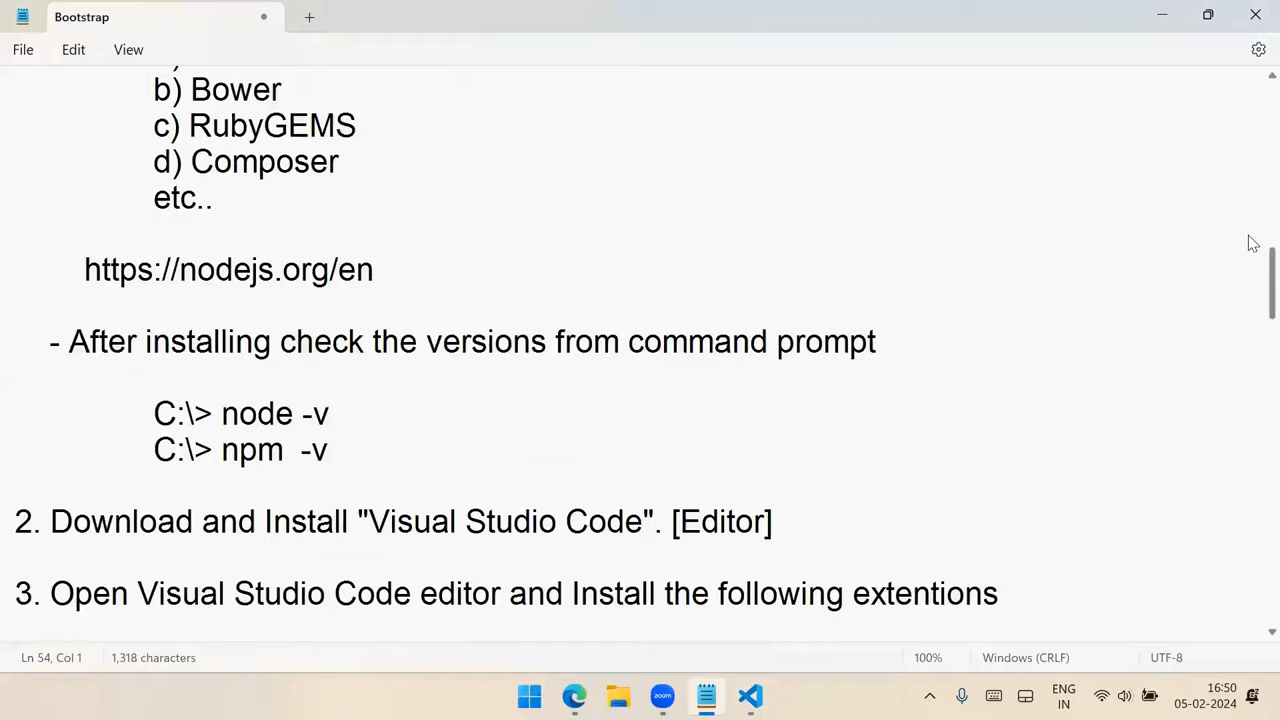 Bootstrap
File
Edit
View
b) Bower
c) RubyGEMS
d) Composer
etc..
https://nodejs.org/en
- After installing check the versions from command prompt
C:\> node -v
C:\> npm  -v
2. Download and Install "Visual Studio Code". [Editor]
3. Open Visual Studio Code editor and Install the following extentions
Ln 54, Col 1
1,318 characters
100%
Windows (CRLF)
UTF-8
zoom
ENG
IN
16:50
05-02-2024